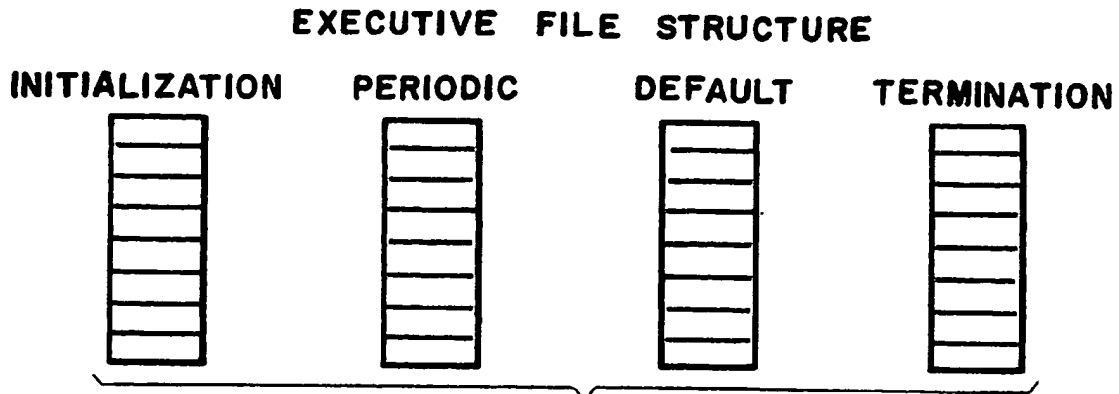 EXECUTIVE FILE STRUCTURE
INITIALIZATION PERIODIC DEFAULT TERMINATION